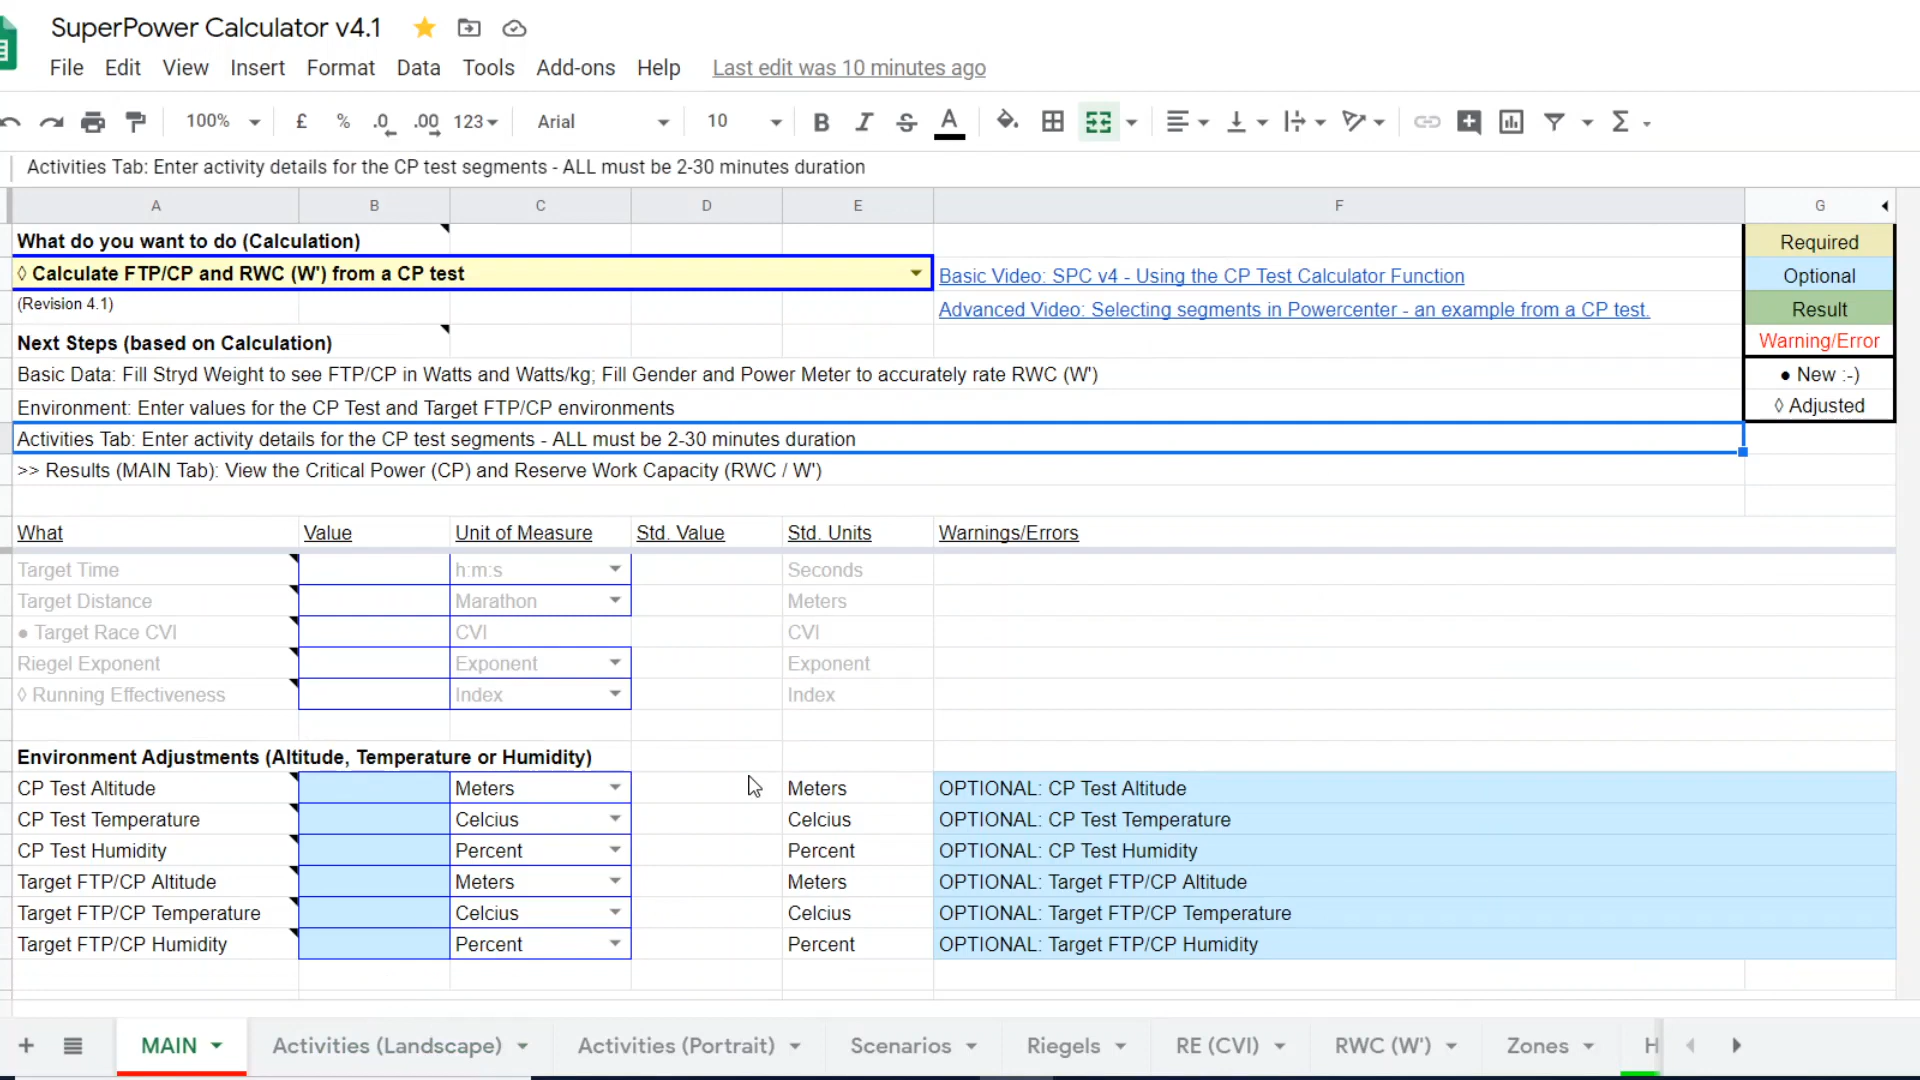 SuperPower Calculator v4.1
File Edit View Insert Format Data Tools Add-ons Help Last edit was 10 minutes ago
100% £ % .0 .00 123 Arial 10 B I S A Σ
Activities Tab: Enter activity details for the CP test segments - ALL must be 2-30 minutes duration
A B C D E F G
What do you want to do (Calculation) Required
◊ Calculate FTP/CP and RWC (W') from a CP test Basic Video: SPC v4 - Using the CP Test Calculator Function Optional
(Revision 4.1) Advanced Video: Selecting segments in Powercenter - an example from a CP test. Result
Next Steps (based on Calculation) Warning/Error
Basic Data: Fill Stryd Weight to see FTP/CP in Watts and Watts/kg; Fill Gender and Power Meter to accurately rate RWC (W') ● New :-)
Environment: Enter values for the CP Test and Target FTP/CP environments ◊ Adjusted
Activities Tab: Enter activity details for the CP test segments - ALL must be 2-30 minutes duration
>> Results (MAIN Tab): View the Critical Power (CP) and Reserve Work Capacity (RWC / W')
What Value Unit of Measure Std. Value Std. Units Warnings/Errors
Target Time h:m:s Seconds
Target Distance Marathon Meters
● Target Race CVI CVI CVI
Riegel Exponent Exponent Exponent
◊ Running Effectiveness Index Index
Environment Adjustments (Altitude, Temperature or Humidity)
CP Test Altitude Meters Meters OPTIONAL: CP Test Altitude
CP Test Temperature Celcius Celcius OPTIONAL: CP Test Temperature
CP Test Humidity Percent Percent OPTIONAL: CP Test Humidity
Target FTP/CP Altitude Meters Meters OPTIONAL: Target FTP/CP Altitude
Target FTP/CP Temperature Celcius Celcius OPTIONAL: Target FTP/CP Temperature
Target FTP/CP Humidity Percent Percent OPTIONAL: Target FTP/CP Humidity
+ MAIN Activities (Landscape) Activities (Portrait) Scenarios Riegels RE (CVI) RWC (W') Zones H